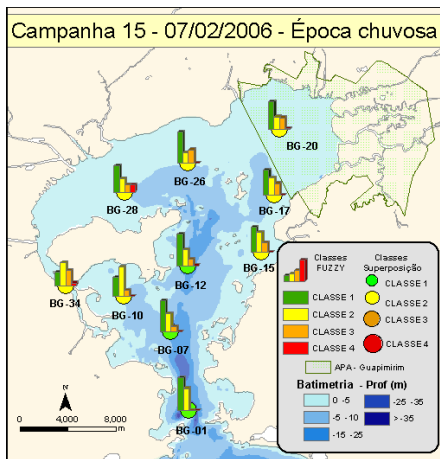 Campanha 15 - 07/02/2006 - Época chuvosa
BG-20
BG-26
BG-28
BG-17
BG-15
BG-12
BG-34
BG-10
BG-07
BG-01
Classes FUZZY
CLASSE 1
CLASSE 2
CLASSE 3
CLASSE 4
Classes Superposição
CLASSE 1
CLASSE 2
CLASSE 3
CLASSE 4
APA - Guapimirim
Batimetria - Prof (m)
0 -5
-5 -10
-15 -25
-25 -35
>-35
N
4,000
8,000
m